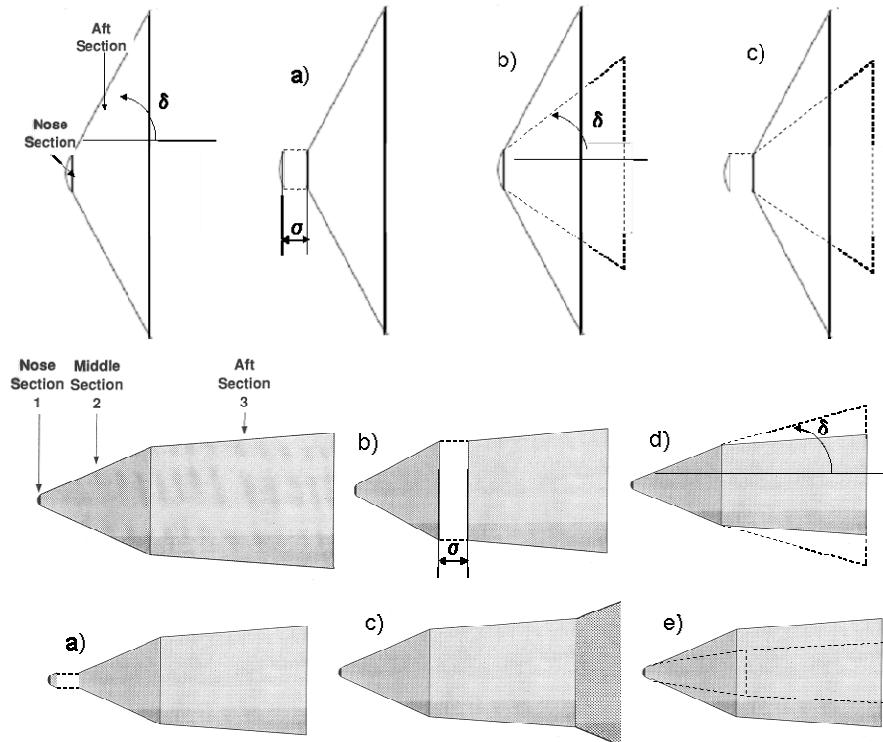 Aft
Section
δ
Nose
Section
a)
σ
b)
δ
c)
Nose
Section
1
Middle
Section
2
Aft
Section
3
b)
σ
d)
δ
a)
c)
e)